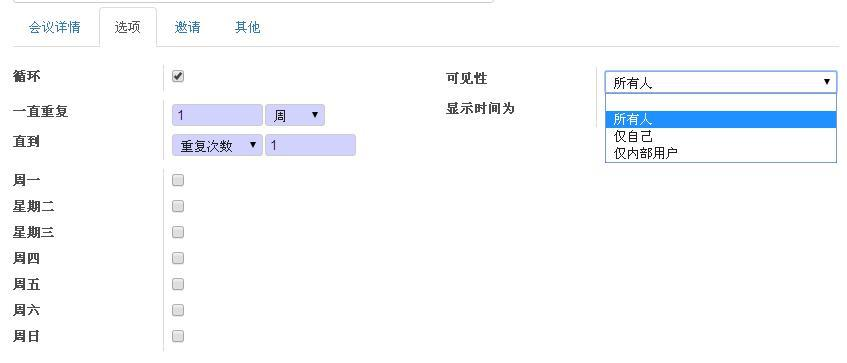 会议详情 选项 邀请 其他
循环
一直重复 1 周
直到 重复次数 1
周一
星期二
星期三
周四
周五
周六
周日
可见性 所有人
显示时间为
所有人
仅自己
仅内部用户